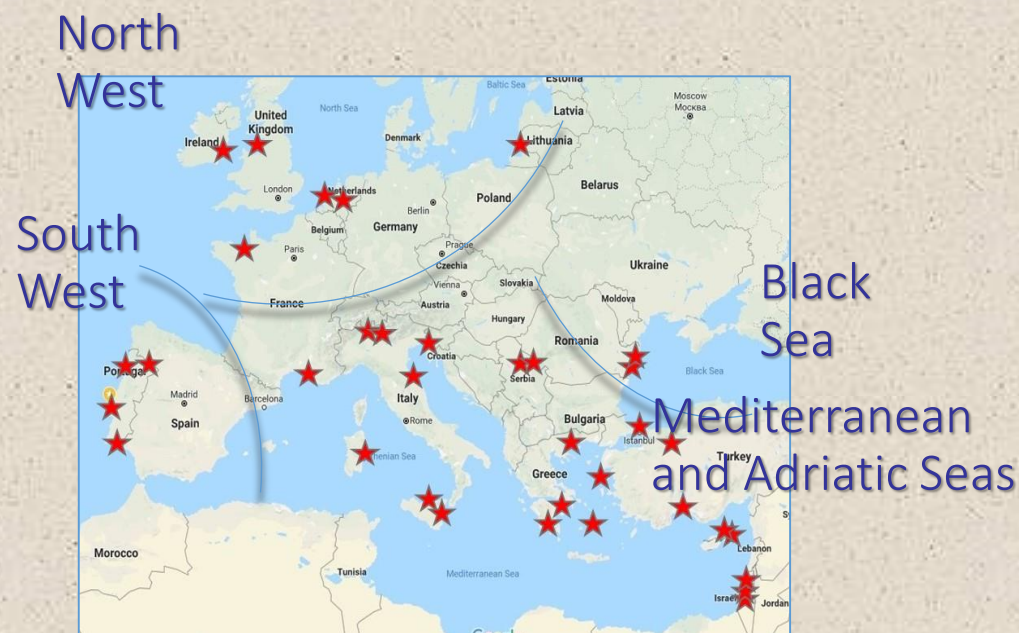 North
West
South
West
Black
Sea
Mediterranean
and Adriatic Seas
Estonia
Baltic Sea
Moscow
Москва
Latvia
North Sea
United
Kingdom
Denmark
Ireland
Lithuania
Belarus
London
Netherlands
Berlin
Poland
Belgium
Germany
Paris
Prague
Czechia
Ukraine
Vienna
Slovakia
France
Austria
Moldova
Hungary
Romania
Croatia
Portugal
Serbia
Black Sea
Madrid
Barcelona
Italy
Spain
Rome
Bulgaria
Istanbul
Turkey
Greece
Lebanon
Morocco
Tunisia
Mediterranean Sea
Israel
Jordan